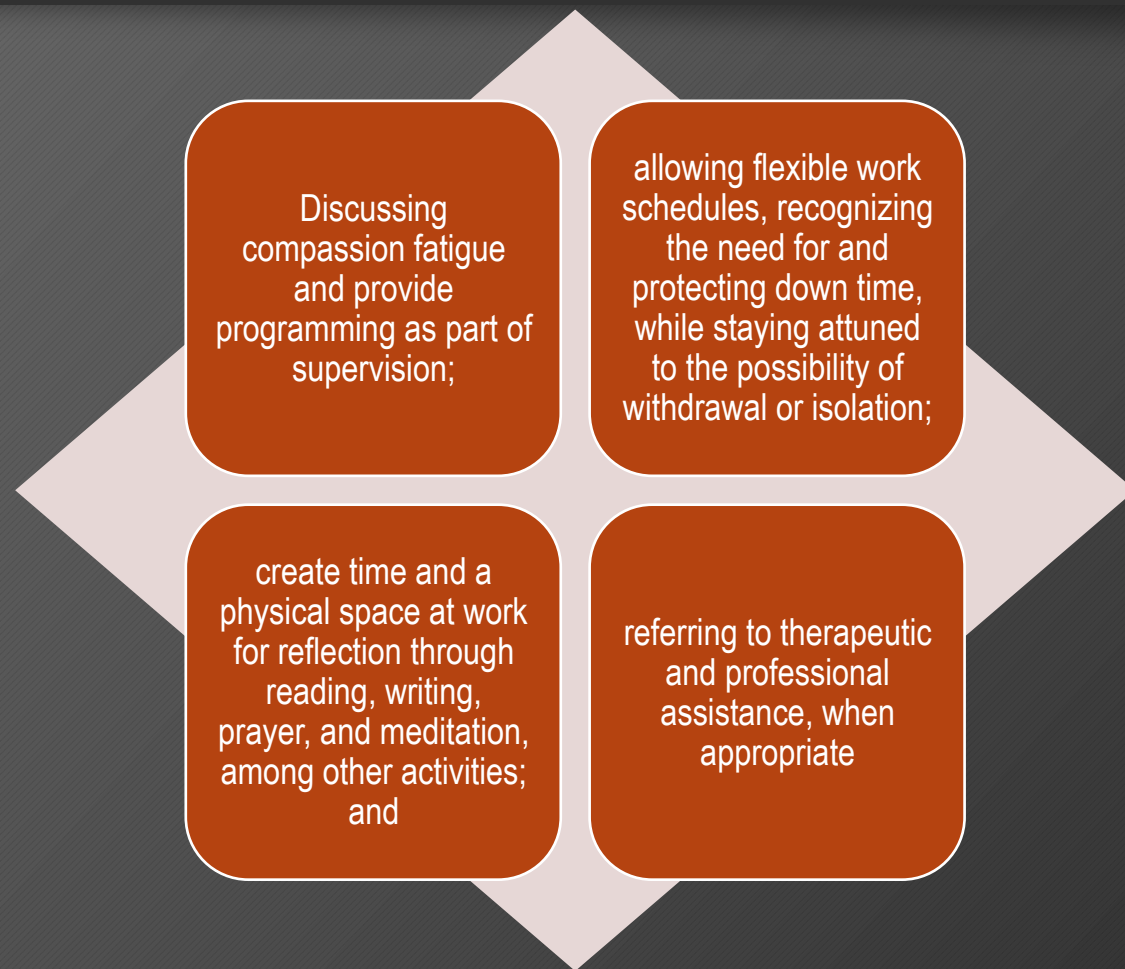 Discussing
compassion fatigue
and provide
programming as part of
supervision;
allowing flexible work
schedules, recognizing
the need for and
protecting down time,
while staying attuned
to the possibility of
withdrawal or isolation;
create time and a
physical space at work
for reflection through
reading, writing,
prayer, and meditation,
among other activities;
and
referring to therapeutic
and professional
assistance, when
appropriate